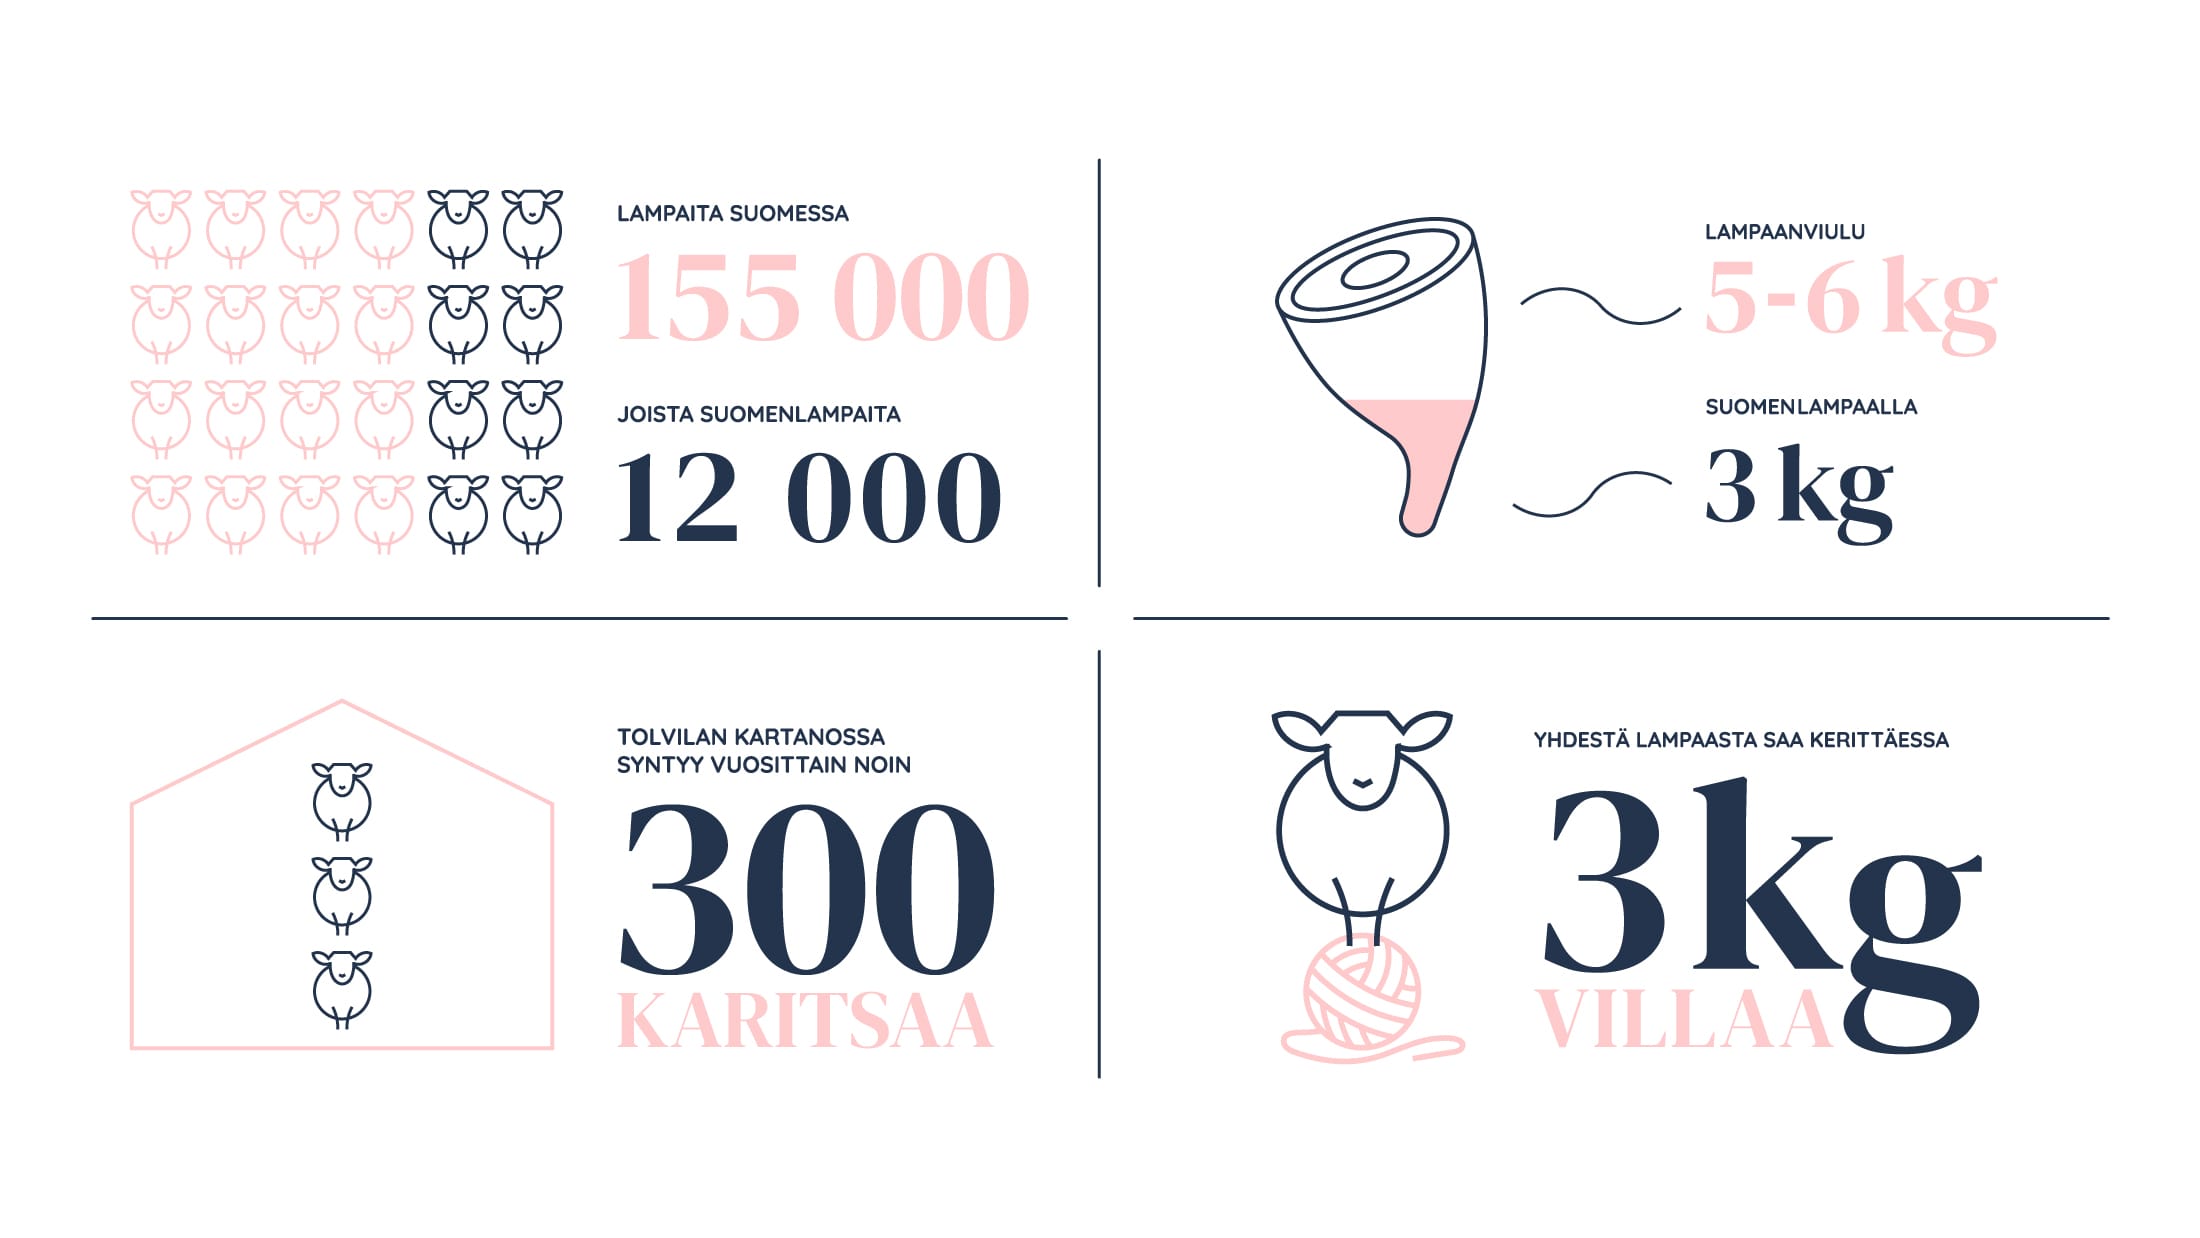 LAMPAITA SUOMESSA
155 000
JOISTA SUOMENLAMPAITA
12 000
LAMPAANVIULU
5-6 kg
SUOMENLAMPAALLA
3 kg
TOLVILAN KARTANOSSA
SYNTYY VUOSITTAIN NOIN
300
KARITSAA
YHDESTÄ LAMPAASTA SAA KERITTÄESSA
3kg
VILLAA